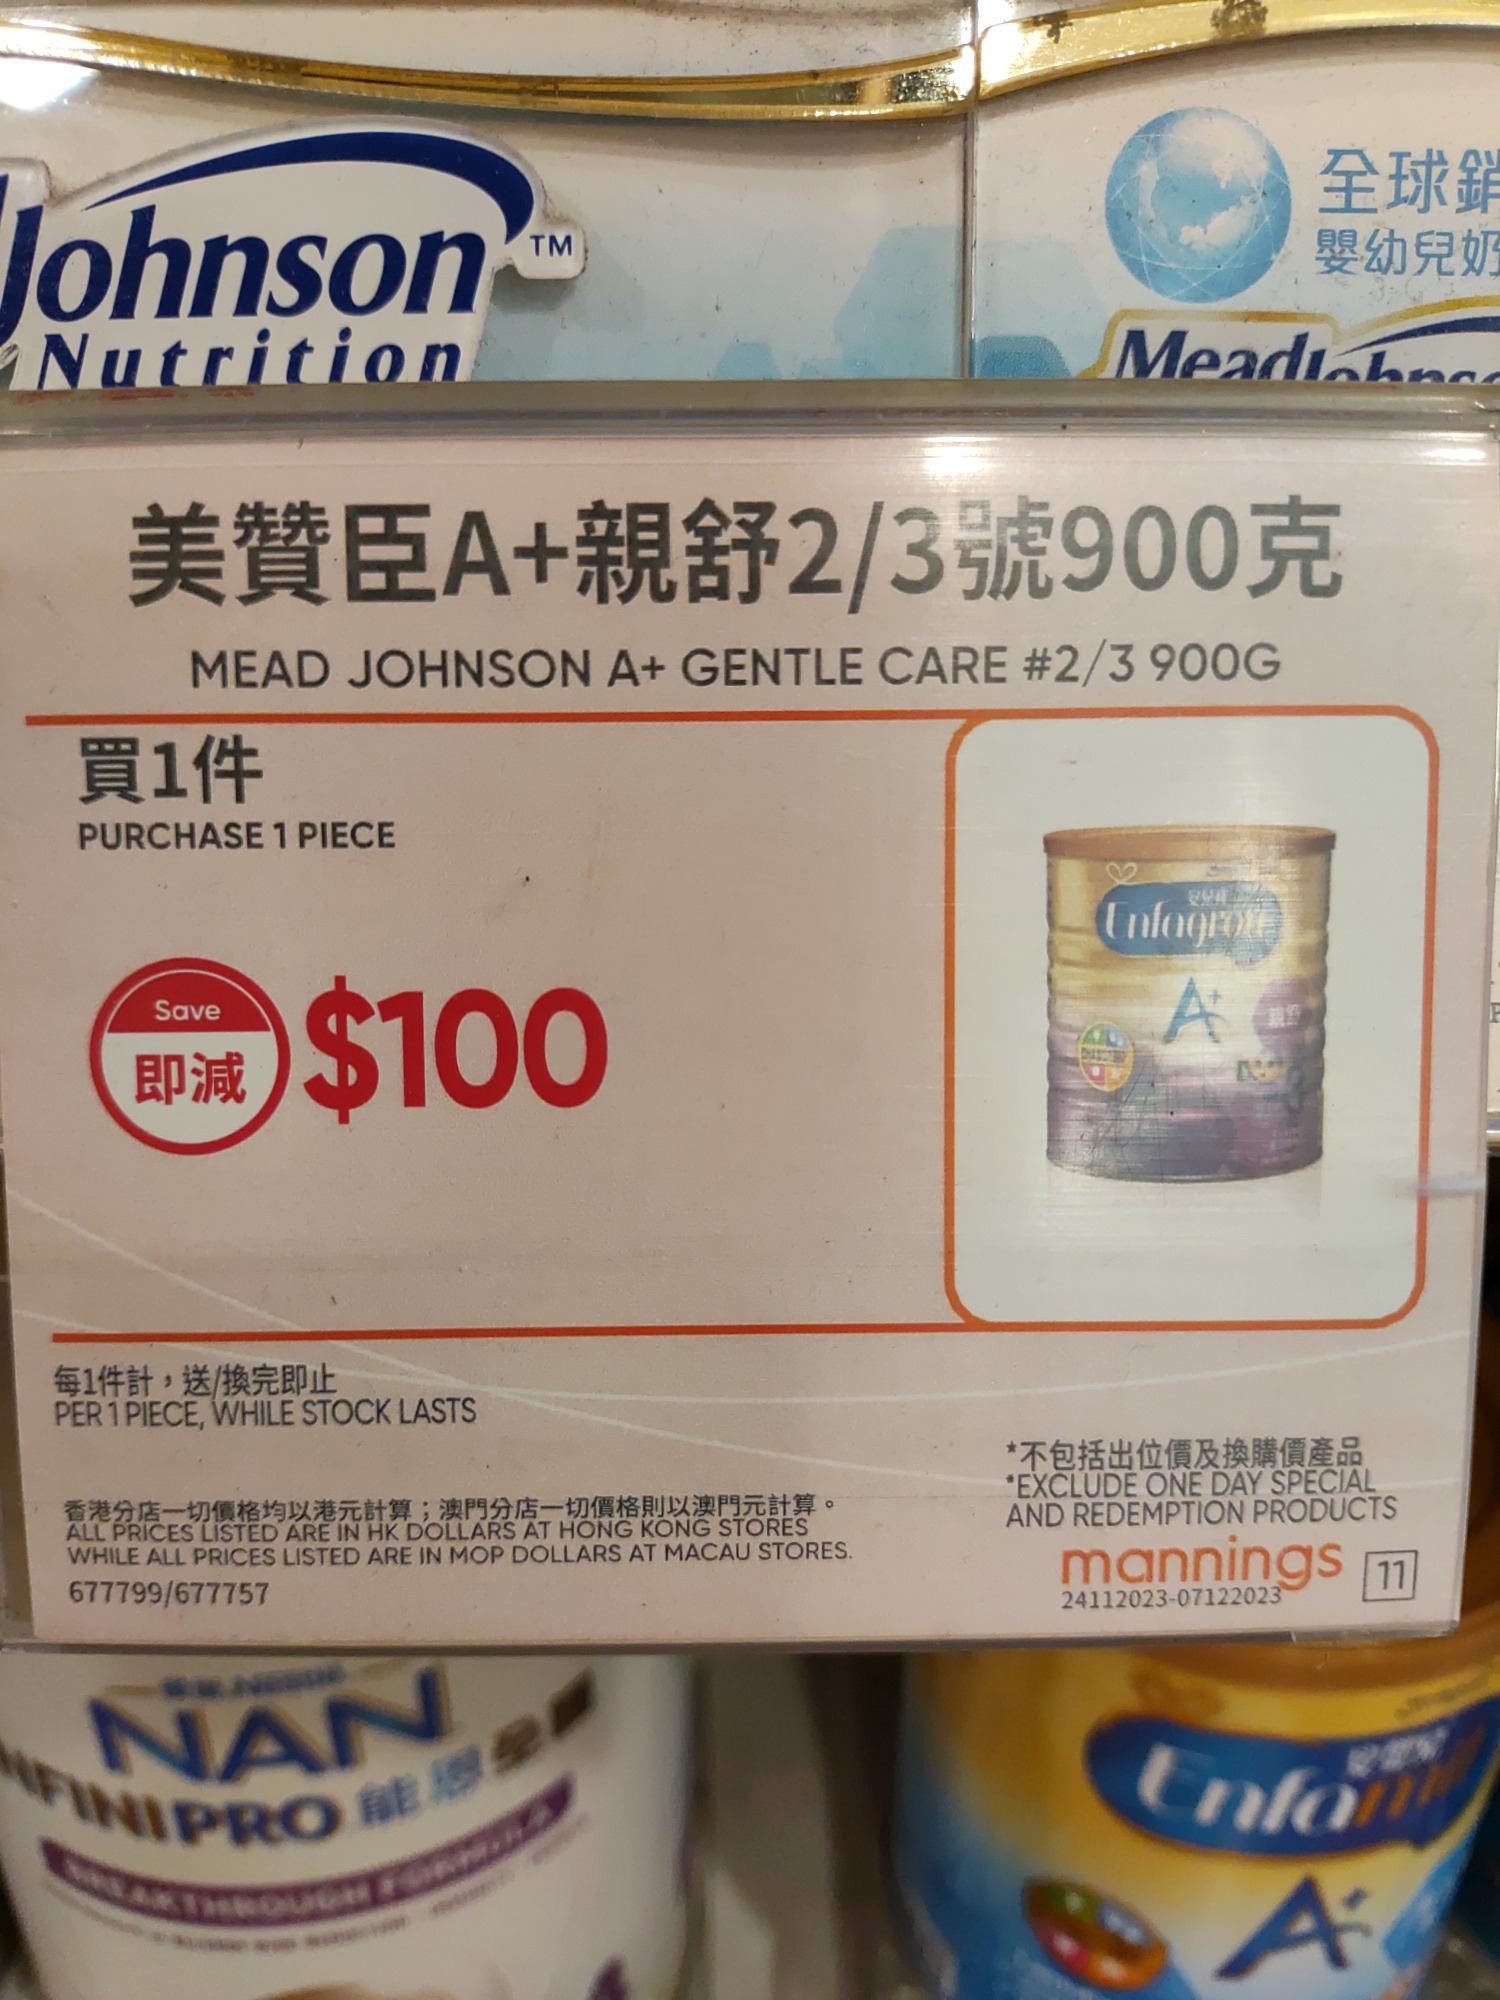 Johnson
TM
Nutrition
全球銷
嬰幼兒奶
MeadJohnso
美贊臣A+親舒2/3號900克
MEAD JOHNSON A+ GENTLE CARE #2/3 900G
買1件
PURCHASE 1 PIECE
Save
即減
$100
Enfagrow
A+
親舒
每1件計，送/換完即止
PER 1 PIECE, WHILE STOCK LASTS
*不包括出位價及換購價產品
*EXCLUDE ONE DAY SPECIAL
AND REDEMPTION PRODUCTS
香港分店一切價格均以港元計算；澳門分店一切價格則以澳門元計算。
ALL PRICES LISTED ARE IN HK DOLLARS AT HONG KONG STORES
WHILE ALL PRICES LISTED ARE IN MOP DOLLARS AT MACAU STORES.
677799/677757
mannings
11
24112023-07122023
NAN
INFINIPRO 能恩全護
BREAKTHROUGH FORMULA
安嬰兒
Enfamil
A+